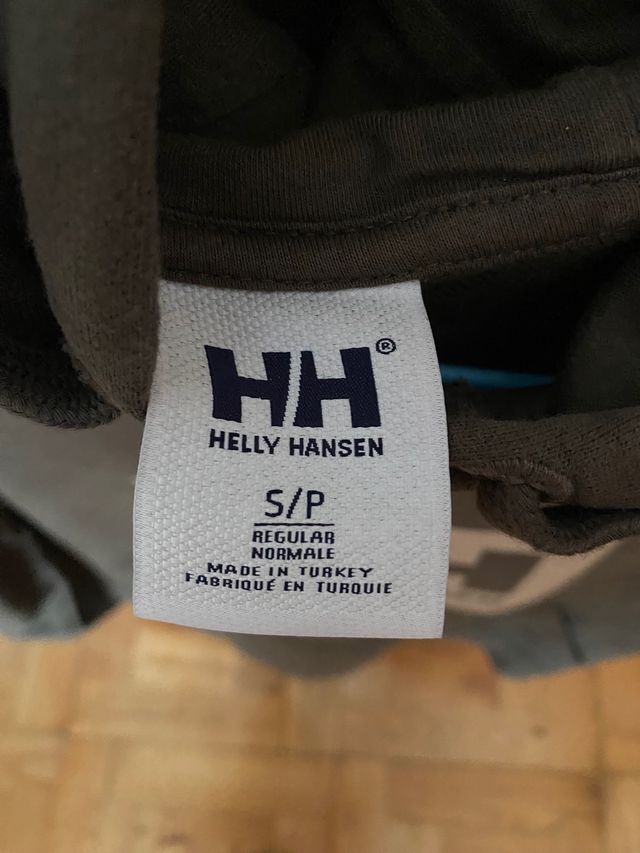 HH®
HELLY HANSEN
S/P
REGULAR
NORMALE
MADE IN TURKEY
FABRIQUÉ EN TURQUIE